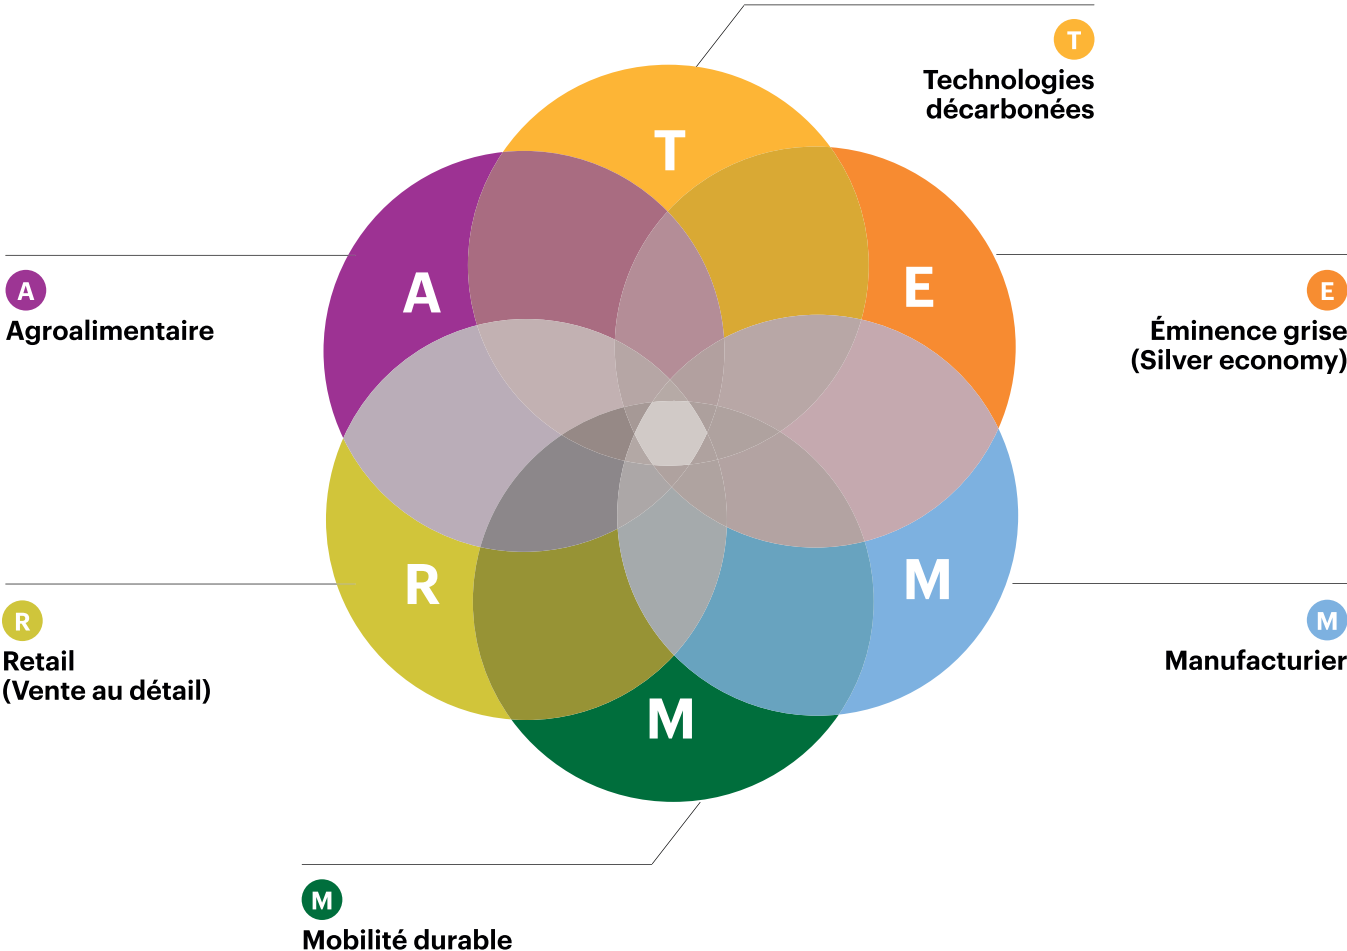 T
Technologies
décarbonées
T
A
E
A
Agroalimentaire
E
Éminence grise
(Silver economy)
R
M
R
Retail
(Vente au détail)
M
Manufacturier
M
M
Mobilité durable